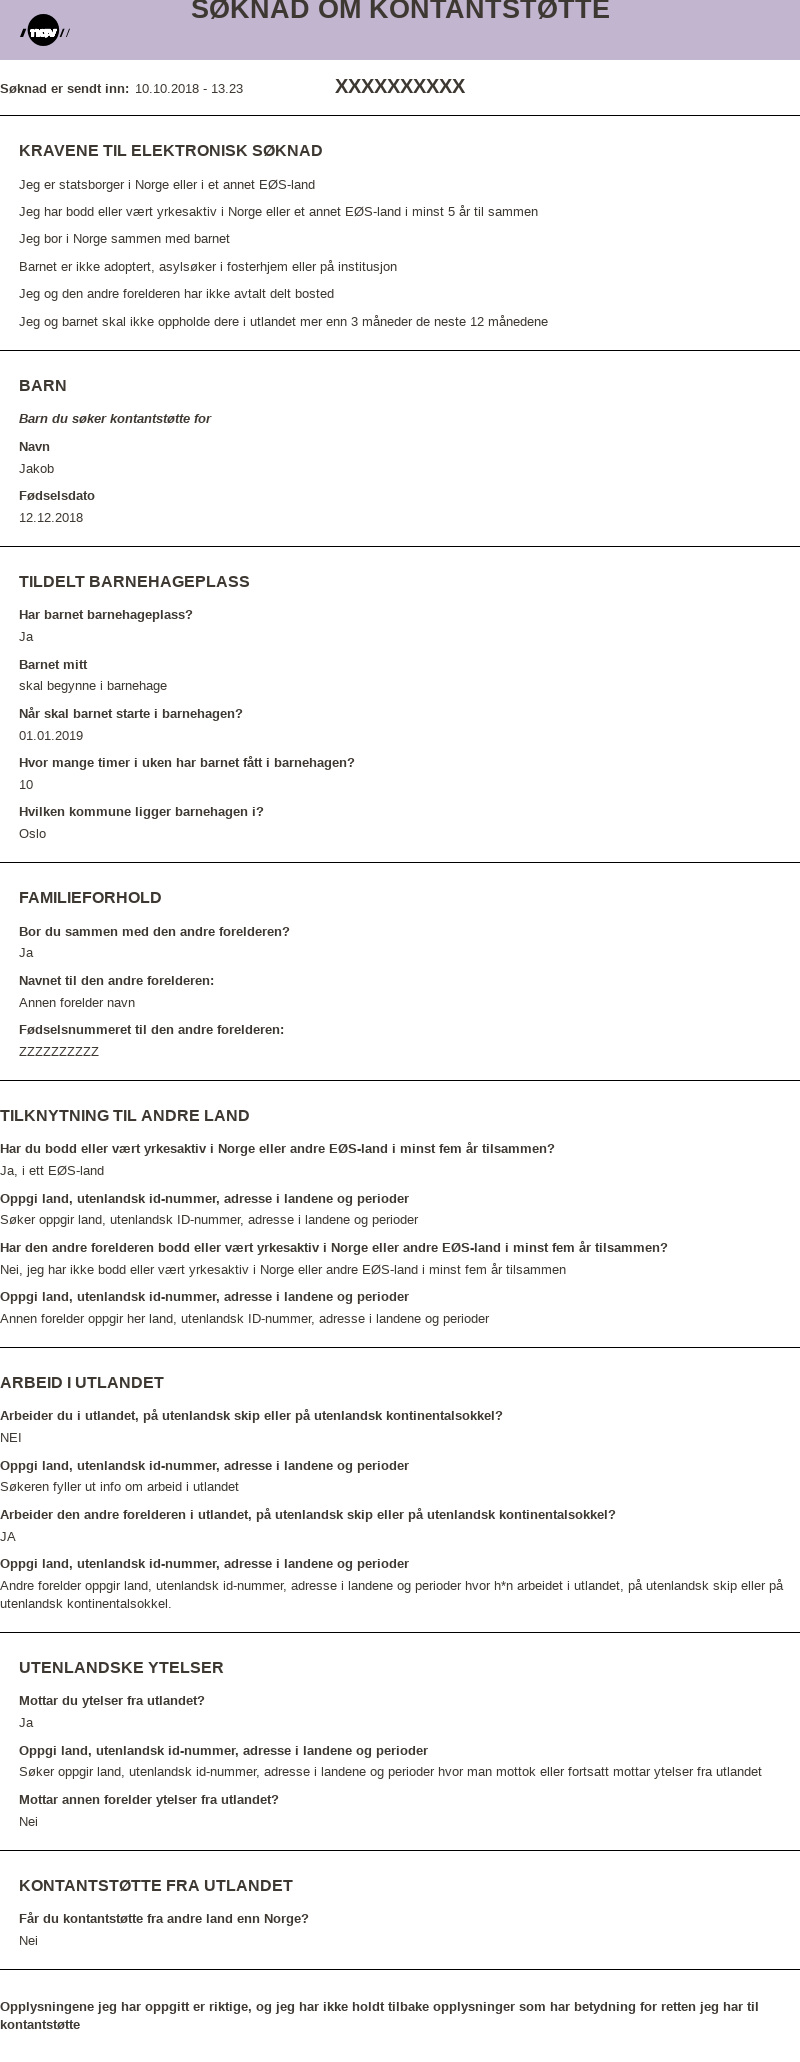 SØKNAD OM KONTANTSTØTTE
nav
Søknad er sendt inn: 10.10.2018 - 13.23
XXXXXXXXXX
KRAVENE TIL ELEKTRONISK SØKNAD
Jeg er statsborger i Norge eller i et annet EØS-land
Jeg har bodd eller vært yrkesaktiv i Norge eller et annet EØS-land i minst 5 år til sammen
Jeg bor i Norge sammen med barnet
Barnet er ikke adoptert, asylsøker i fosterhjem eller på institusjon
Jeg og den andre forelderen har ikke avtalt delt bosted
Jeg og barnet skal ikke oppholde dere i utlandet mer enn 3 måneder de neste 12 månedene
BARN
Barn du søker kontantstøtte for
Navn
Jakob
Fødselsdato
12.12.2018
TILDELT BARNEHAGEPLASS
Har barnet barnehageplass?
Ja
Barnet mitt
skal begynne i barnehage
Når skal barnet starte i barnehagen?
01.01.2019
Hvor mange timer i uken har barnet fått i barnehagen?
10
Hvilken kommune ligger barnehagen i?
Oslo
FAMILIEFORHOLD
Bor du sammen med den andre forelderen?
Ja
Navnet til den andre forelderen:
Annen forelder navn
Fødselsnummeret til den andre forelderen:
ZZZZZZZZZZ
TILKNYTNING TIL ANDRE LAND
Har du bodd eller vært yrkesaktiv i Norge eller andre EØS-land i minst fem år tilsammen?
Ja, i ett EØS-land
Oppgi land, utenlandsk id-nummer, adresse i landene og perioder
Søker oppgir land, utenlandsk ID-nummer, adresse i landene og perioder
Har den andre forelderen bodd eller vært yrkesaktiv i Norge eller andre EØS-land i minst fem år tilsammen?
Nei, jeg har ikke bodd eller vært yrkesaktiv i Norge eller andre EØS-land i minst fem år tilsammen
Oppgi land, utenlandsk id-nummer, adresse i landene og perioder
Annen forelder oppgir her land, utenlandsk ID-nummer, adresse i landene og perioder
ARBEID I UTLANDET
Arbeider du i utlandet, på utenlandsk skip eller på utenlandsk kontinentalsokkel?
NEI
Oppgi land, utenlandsk id-nummer, adresse i landene og perioder
Søkeren fyller ut info om arbeid i utlandet
Arbeider den andre forelderen i utlandet, på utenlandsk skip eller på utenlandsk kontinentalsokkel?
JA
Oppgi land, utenlandsk id-nummer, adresse i landene og perioder
Andre forelder oppgir land, utenlandsk id-nummer, adresse i landene og perioder hvor h*n arbeidet i utlandet, på utenlandsk skip eller på
utenlandsk kontinentalsokkel.
UTENLANDSKE YTELSER
Mottar du ytelser fra utlandet?
Ja
Oppgi land, utenlandsk id-nummer, adresse i landene og perioder
Søker oppgir land, utenlandsk id-nummer, adresse i landene og perioder hvor man mottok eller fortsatt mottar ytelser fra utlandet
Mottar annen forelder ytelser fra utlandet?
Nei
KONTANTSTØTTE FRA UTLANDET
Får du kontantstøtte fra andre land enn Norge?
Nei
Opplysningene jeg har oppgitt er riktige, og jeg har ikke holdt tilbake opplysninger som har betydning for retten jeg har til
kontantstøtte